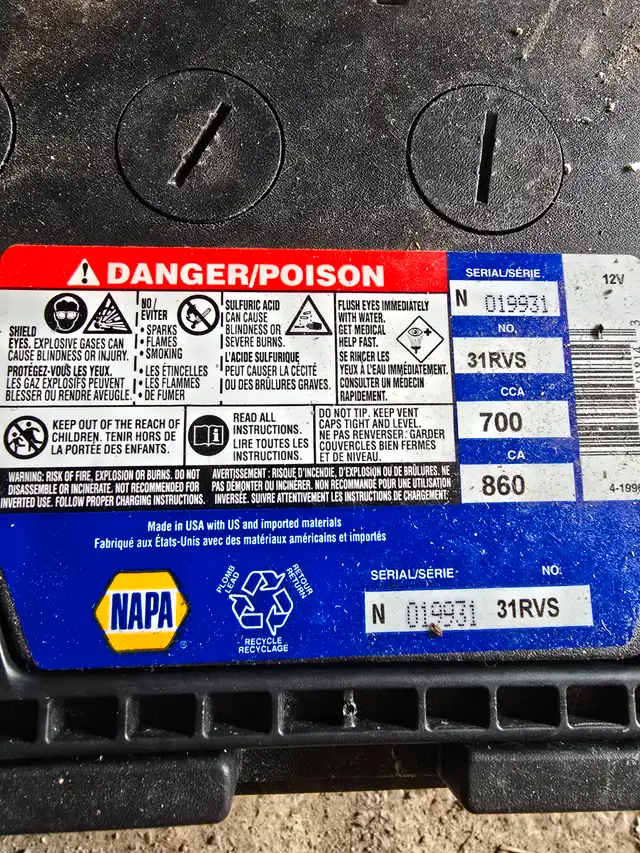 DANGER/POISON
SHIELD
EYES. EXPLOSIVE GASES CAN
CAUSE BLINDNESS OR INJURY.
PROTÉGEZ-VOUS LES YEUX.
LES GAZ EXPLOSIFS PEUVENT
BLESSER OU RENDRE AVEUGLE.
NO/
EVITER
• SPARKS
• FLAMES
• SMOKING
• LES ÉTINCELLES
• LES FLAMMES
• DE FUMER
SULFURIC ACID
CAN CAUSE
BLINDNESS OR
SEVERE BURNS.
L'ACIDE SULFURIQUE
PEUT CAUSER LA CÉCITÉ
OU DES BRÛLURES GRAVES.
FLUSH EYES IMMEDIATELY
WITH WATER.
GET MEDICAL
HELP FAST.
SE RINCER LES
YEUX À L'EAU IMMÉDIATEMENT.
CONSULTER UN MÉDECIN
RAPIDEMENT.
KEEP OUT OF THE REACH OF
CHILDREN. TENIR HORS DE
LA PORTÉE DES ENFANTS.
READ ALL
INSTRUCTIONS.
LIRE TOUTES LES
INSTRUCTIONS.
DO NOT TIP. KEEP VENT
CAPS TIGHT AND LEVEL.
NE PAS RENVERSER. GARDER
COUVERCLES BIEN FERMÉS
ET DE NIVEAU.
WARNING: RISK OF FIRE, EXPLOSION OR BURNS. DO NOT
DISASSEMBLE OR INCINERATE. NOT RECOMMENDED FOR
INVERTED USE. FOLLOW PROPER CHARGING INSTRUCTIONS.
AVERTISSEMENT : RISQUE D'INCENDIE, D'EXPLOSION OU DE BRÛLURES. NE
PAS DÉMONTER OU INCINÉRER. NON RECOMMANDÉ POUR UNE UTILISATION
INVERSÉE. SUIVRE ATTENTIVEMENT LES INSTRUCTIONS DE CHARGEMENT.
SERIAL/SÉRIE
N 019931
NO.
31RVS
CCA
700
CA
860
12V
4-1996
Made in USA with US and imported materials
Fabriqué aux États-Unis avec des matériaux américains et importés
NAPA
PLOMB
LEAD
RETOUR
RETURN
RECYCLE
RECYCLAGE
SERIAL/SÉRIE NO.
N 019931 31RVS